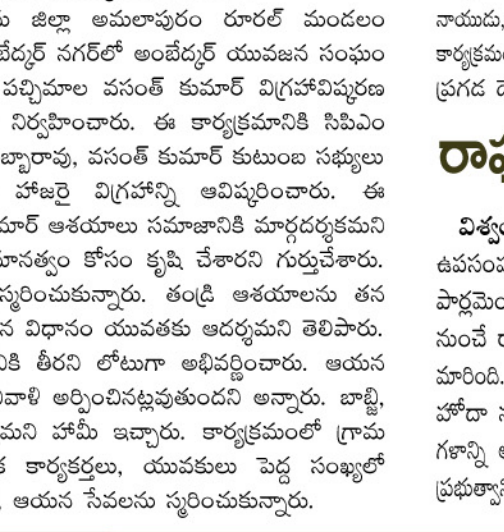 జిల్లా అమలాపురం రూరల్ మండలం
నగర్‌లో అంబేద్కర్ యువజన సంఘం
పచ్చిమాల వసంత్ కుమార్ విగ్రహావిష్కరణ
నిర్వహించారు. ఈ కార్యక్రమానికి సిపిఎం
బ్బారావు, వసంత్ కుమార్ కుటుంబ సభ్యులు
హాజరై విగ్రహాన్ని ఆవిష్కరించారు. ఈ
మార్ ఆశయాలు సమాజానికి మార్గదర్శకమని
మానత్వం కోసం కృషి చేశారని గుర్తుచేశారు.
స్మరించుకున్నారు. తండ్రి ఆశయాలను తన
న విధానం యువతకు ఆదర్శమని తెలిపారు.
నికి తీరని లోటుగా అభివర్ణించారు. ఆయన
నివాళి అర్పించినట్లవుతుందని అన్నారు. బాబ్జి,
మని హామీ ఇచ్చారు. కార్యక్రమంలో గ్రామ
క కార్యకర్తలు, యువకులు పెద్ద సంఖ్యలో
ఆయన సేవలను స్మరించుకున్నారు.
నాయుడు,
కార్యక్రమ
ప్రగడ
రాఘ
విశ్వ
ఉపసం
పార్లమెం
నుంచే
మారింది.
హోదా
గళాన్ని
ప్రభుత్వా